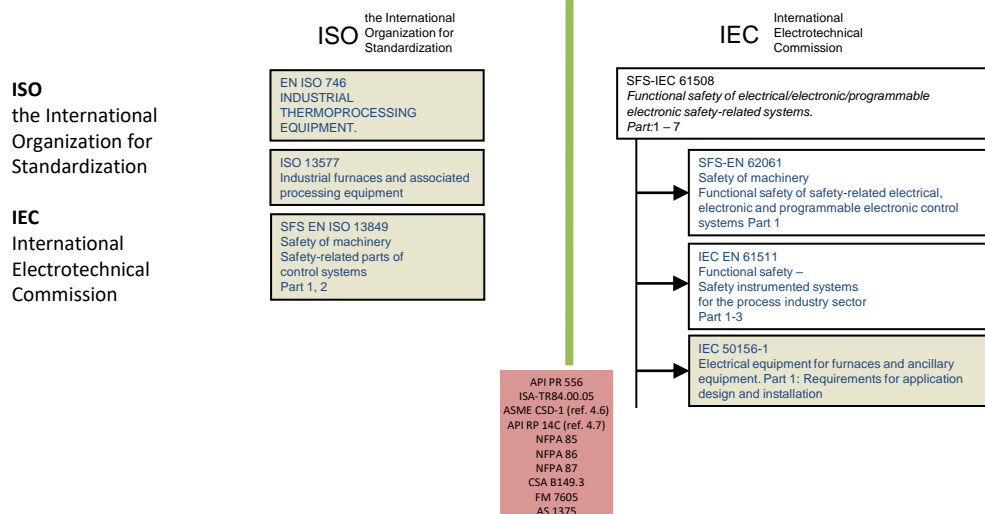 ISO
the International
Organization for
Standardization
IEC
International
Electrotechnical
Commission
ISO
the International
Organization for
Standardization
EN ISO 746
INDUSTRIAL
THERMOPROCESSING
EQUIPMENT.
ISO 13577
Industrial furnaces and associated
processing equipment
SFS EN ISO 13849
Safety of machinery
Safety-related parts of
control systems
Part 1, 2
IEC
International
Electrotechnical
Commission
SFS-IEC 61508
Functional safety of electrical/electronic/programmable
electronic safety-related systems.
Part:1 – 7
SFS-EN 62061
Safety of machinery
Functional safety of safety-related electrical,
electronic and programmable electronic control
systems Part 1
IEC EN 61511
Functional safety –
Safety instrumented systems
for the process industry sector
Part 1-3
IEC 50156-1
Electrical equipment for furnaces and ancillary
equipment. Part 1: Requirements for application
design and installation
API PR 556
ISA-TR84.00.05
ASME CSD-1 (ref. 4.6)
API RP 14C (ref. 4.7)
NFPA 85
NFPA 86
NFPA 87
CSA B149.3
FM 7605
AS 1375